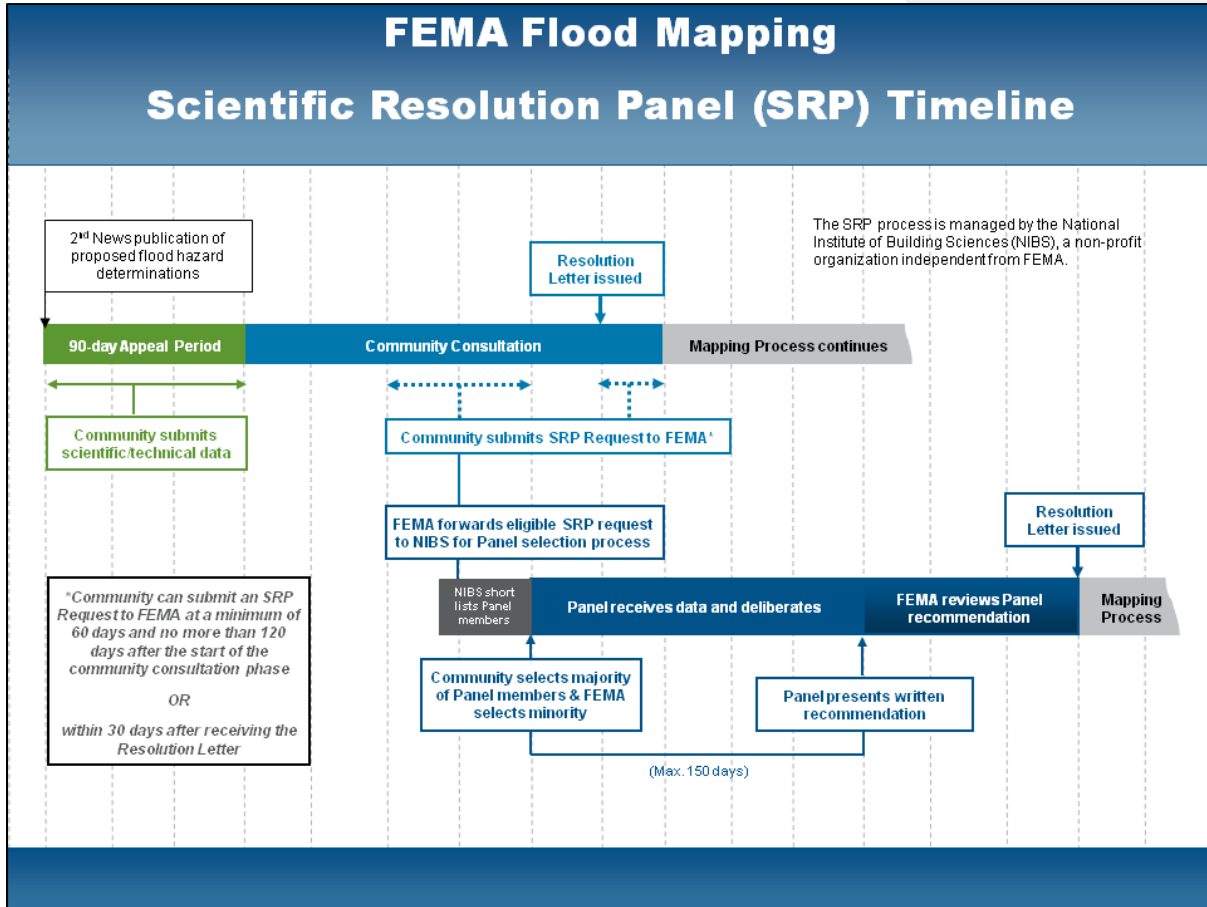 FEMA Flood Mapping
Scientific Resolution Panel (SRP) Timeline
2nd News publication of
proposed flood hazard
determinations
Resolution
Letter issued
The SRP process is managed by the National
Institute of Building Sciences (NIBS), a non-profit
organization independent from FEMA.
90-day Appeal Period
Community Consultation
Mapping Process continues
Community submits
scientific/technical data
Community submits SRP Request to FEMA*
FEMA forwards eligible SRP request
to NIBS for Panel selection process
Resolution
Letter issued
*Community can submit an SRP
Request to FEMA at a minimum of
60 days and no more than 120
days after the start of the
community consultation phase
OR
within 30 days after receiving the
Resolution Letter
NIBS short
lists Panel
members
Panel receives data and deliberates
FEMA reviews Panel
recommendation
Mapping
Process
Community selects majority
of Panel members & FEMA
selects minority
Panel presents written
recommendation
(Max. 150 days)